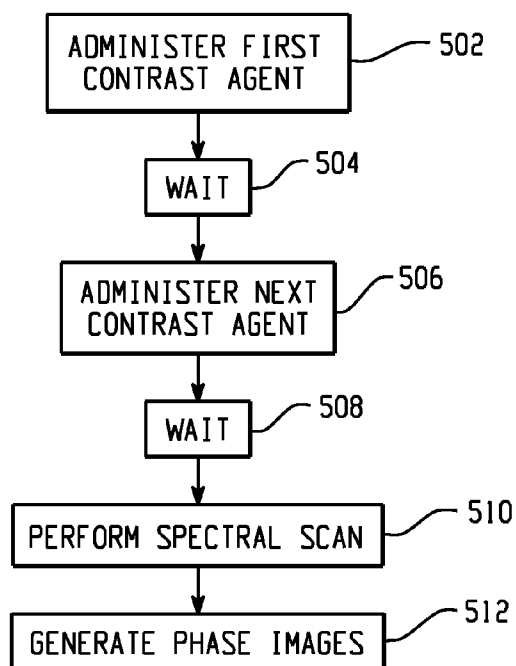 ADMINISTER FIRST
CONTRAST AGENT
502
WAIT
504
ADMINISTER NEXT
CONTRAST AGENT
506
WAIT
508
PERFORM SPECTRAL SCAN
510
GENERATE PHASE IMAGES
512